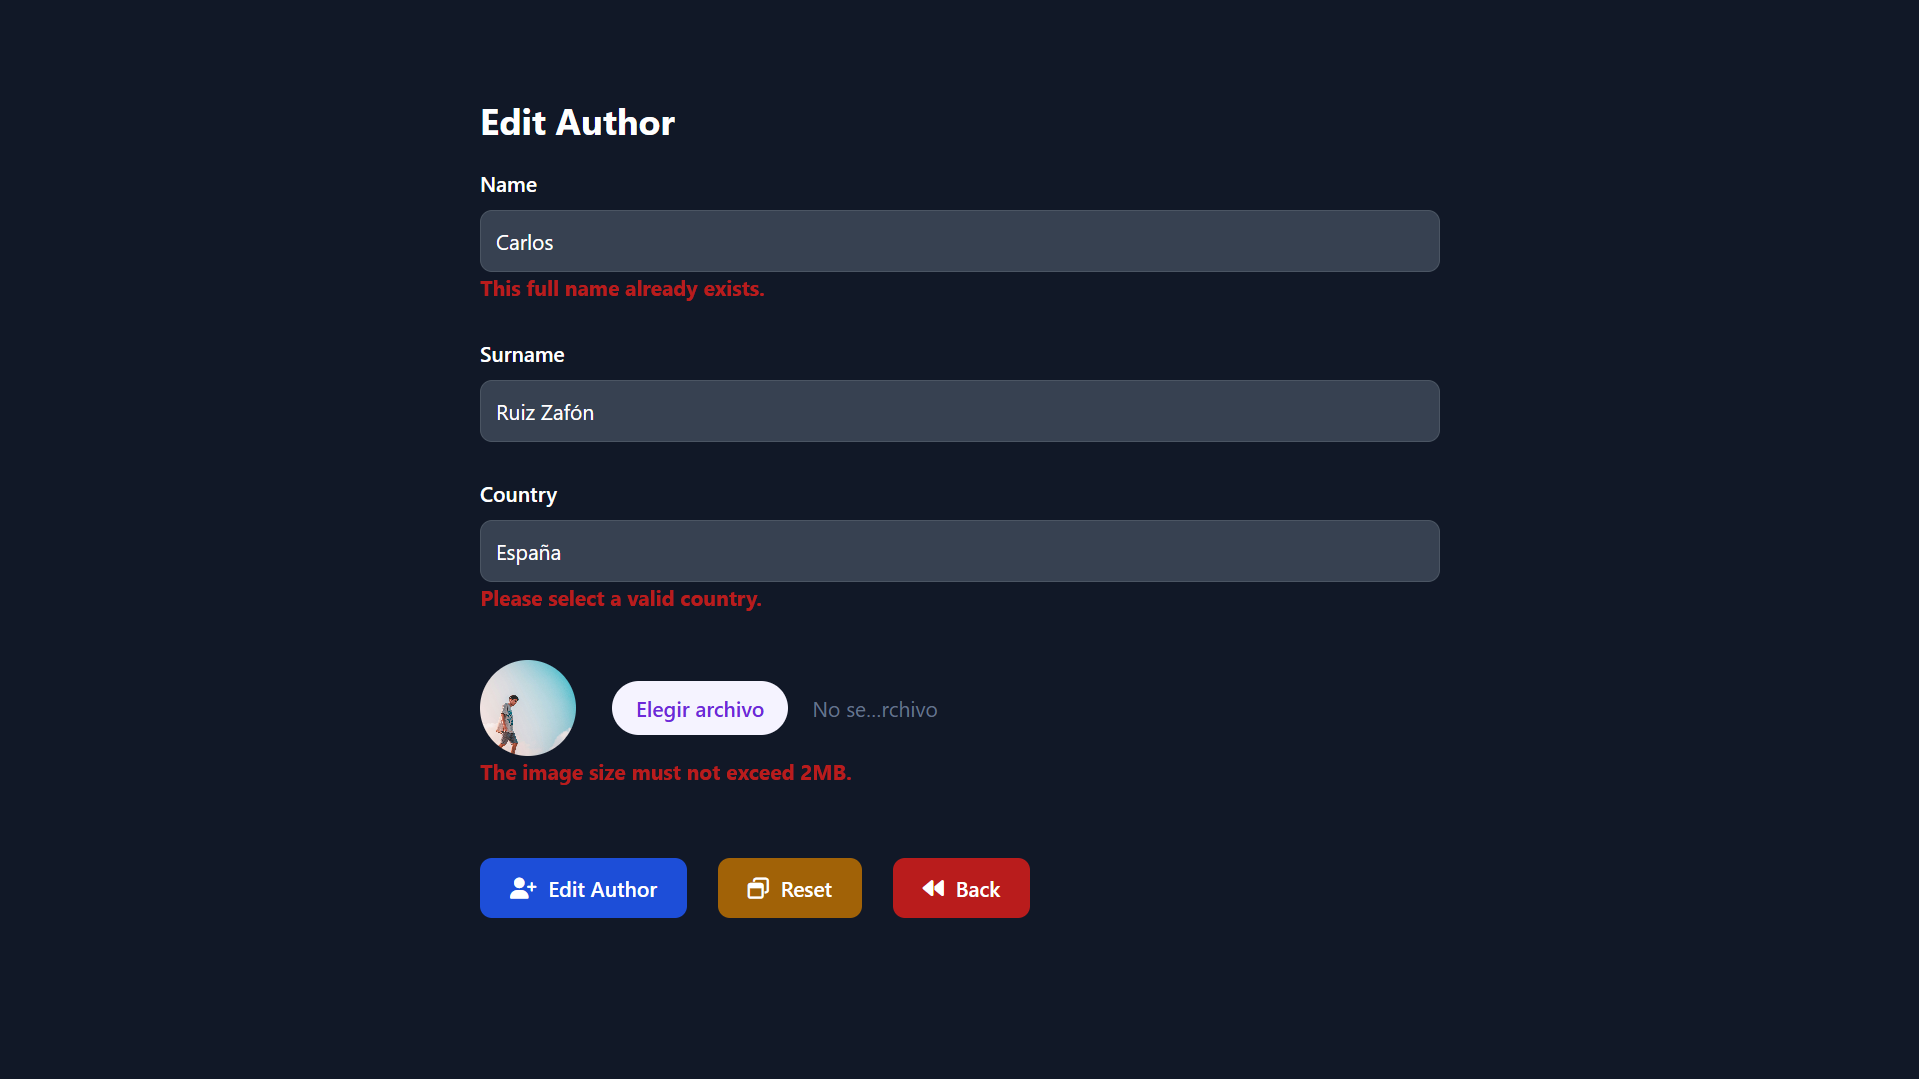 Edit Author
Name
Carlos
This full name already exists.
Surname
Ruiz Zafón
Country
España
Please select a valid country.
Elegir archivo No se...rchivo
The image size must not exceed 2MB.
Edit Author Reset Back